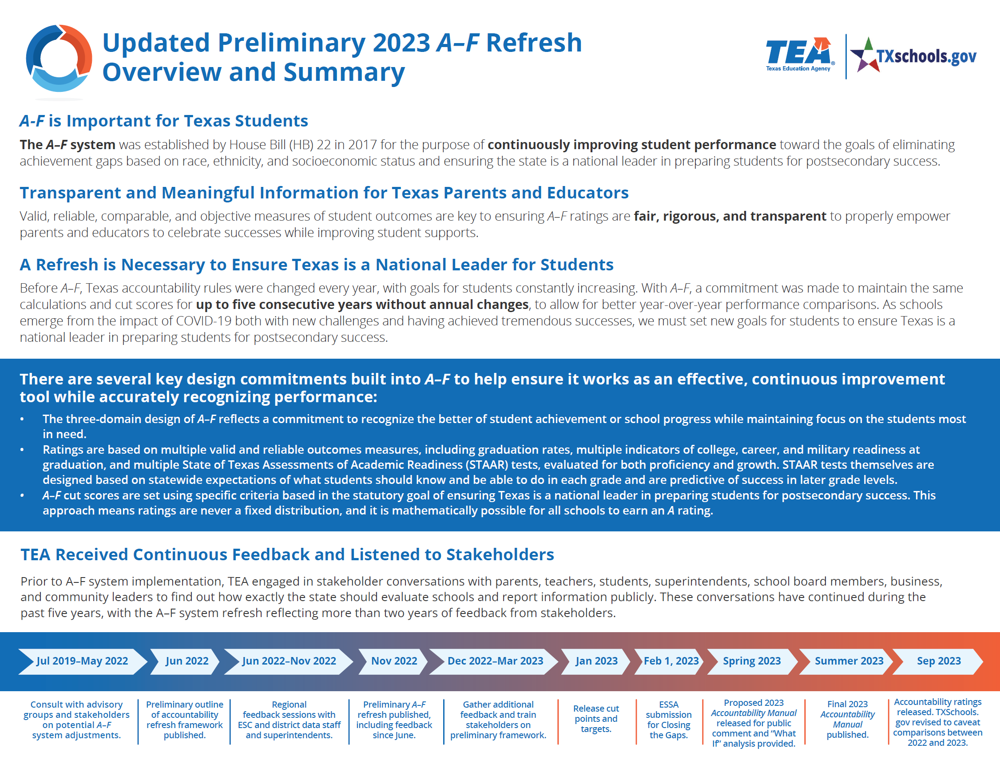 Updated Preliminary 2023 A–F Refresh
Overview and Summary
TEA®
Texas Education Agency
TXschools.gov
A-F is Important for Texas Students
The A–F system was established by House Bill (HB) 22 in 2017 for the purpose of continuously improving student performance toward the goals of eliminating
achievement gaps based on race, ethnicity, and socioeconomic status and ensuring the state is a national leader in preparing students for postsecondary success.
Transparent and Meaningful Information for Texas Parents and Educators
Valid, reliable, comparable, and objective measures of student outcomes are key to ensuring A–F ratings are fair, rigorous, and transparent to properly empower
parents and educators to celebrate successes while improving student supports.
A Refresh is Necessary to Ensure Texas is a National Leader for Students
Before A–F, Texas accountability rules were changed every year, with goals for students constantly increasing. With A–F, a commitment was made to maintain the same
calculations and cut scores for up to five consecutive years without annual changes, to allow for better year-over-year performance comparisons. As schools
emerge from the impact of COVID-19 both with new challenges and having achieved tremendous successes, we must set new goals for students to ensure Texas is a
national leader in preparing students for postsecondary success.
There are several key design commitments built into A–F to help ensure it works as an effective, continuous improvement
tool while accurately recognizing performance:
• The three-domain design of A–F reflects a commitment to recognize the better of student achievement or school progress while maintaining focus on the students most
in need.
• Ratings are based on multiple valid and reliable outcomes measures, including graduation rates, multiple indicators of college, career, and military readiness at
graduation, and multiple State of Texas Assessments of Academic Readiness (STAAR) tests, evaluated for both proficiency and growth. STAAR tests themselves are
designed based on statewide expectations of what students should know and be able to do in each grade and are predictive of success in later grade levels.
• A–F cut scores are set using specific criteria based in the statutory goal of ensuring Texas is a national leader in preparing students for postsecondary success. This
approach means ratings are never a fixed distribution, and it is mathematically possible for all schools to earn an A rating.
TEA Received Continuous Feedback and Listened to Stakeholders
Prior to A–F system implementation, TEA engaged in stakeholder conversations with parents, teachers, students, superintendents, school board members, business,
and community leaders to find out how exactly the state should evaluate schools and report information publicly. These conversations have continued during the
past five years, with the A–F system refresh reflecting more than two years of feedback from stakeholders.
Jul 2019–May 2022
Consult with advisory
groups and stakeholders
on potential A–F
system adjustments.
Jun 2022
Preliminary outline
of accountability
refresh framework
published.
Jun 2022–Nov 2022
Regional
feedback sessions with
ESC and district data staff
and superintendents.
Nov 2022
Preliminary A–F
refresh published,
including feedback
since June.
Dec 2022–Mar 2023
Gather additional
feedback and train
stakeholders on
preliminary framework.
Jan 2023
Release cut
points and
targets.
Feb 1, 2023
ESSA
submission
for Closing
the Gaps.
Spring 2023
Proposed 2023
Accountability Manual
released for public
comment and “What
If” analysis provided.
Summer 2023
Final 2023
Accountability
Manual
published.
Sep 2023
Accountability ratings
released. TXSchools.
gov revised to caveat
comparisons between
2022 and 2023.